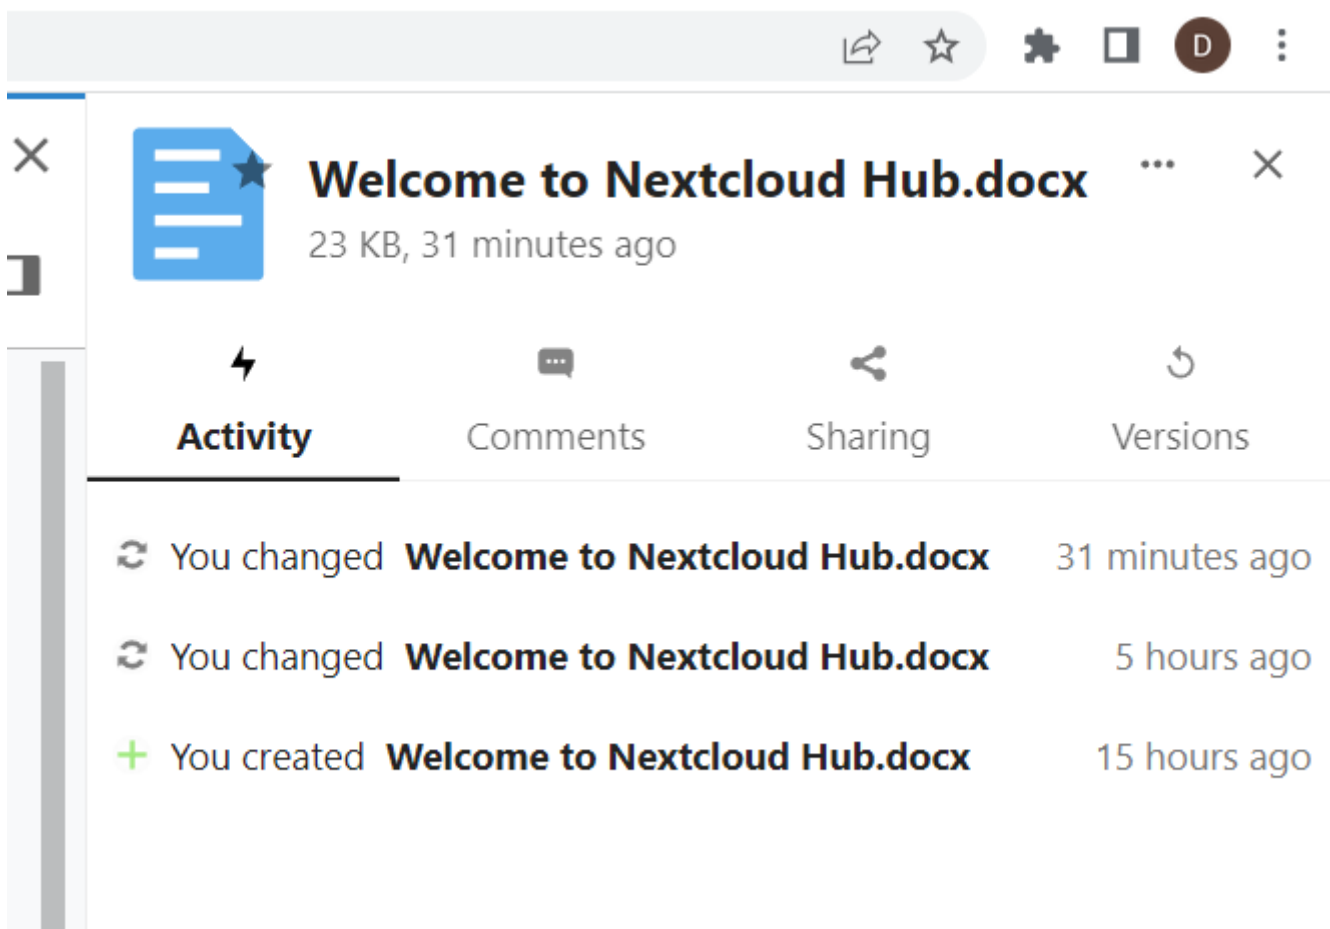 D
Welcome to Nextcloud Hub.docx
23 KB, 31 minutes ago
Activity Comments Sharing Versions
You changed Welcome to Nextcloud Hub.docx 31 minutes ago
You changed Welcome to Nextcloud Hub.docx 5 hours ago
You created Welcome to Nextcloud Hub.docx 15 hours ago